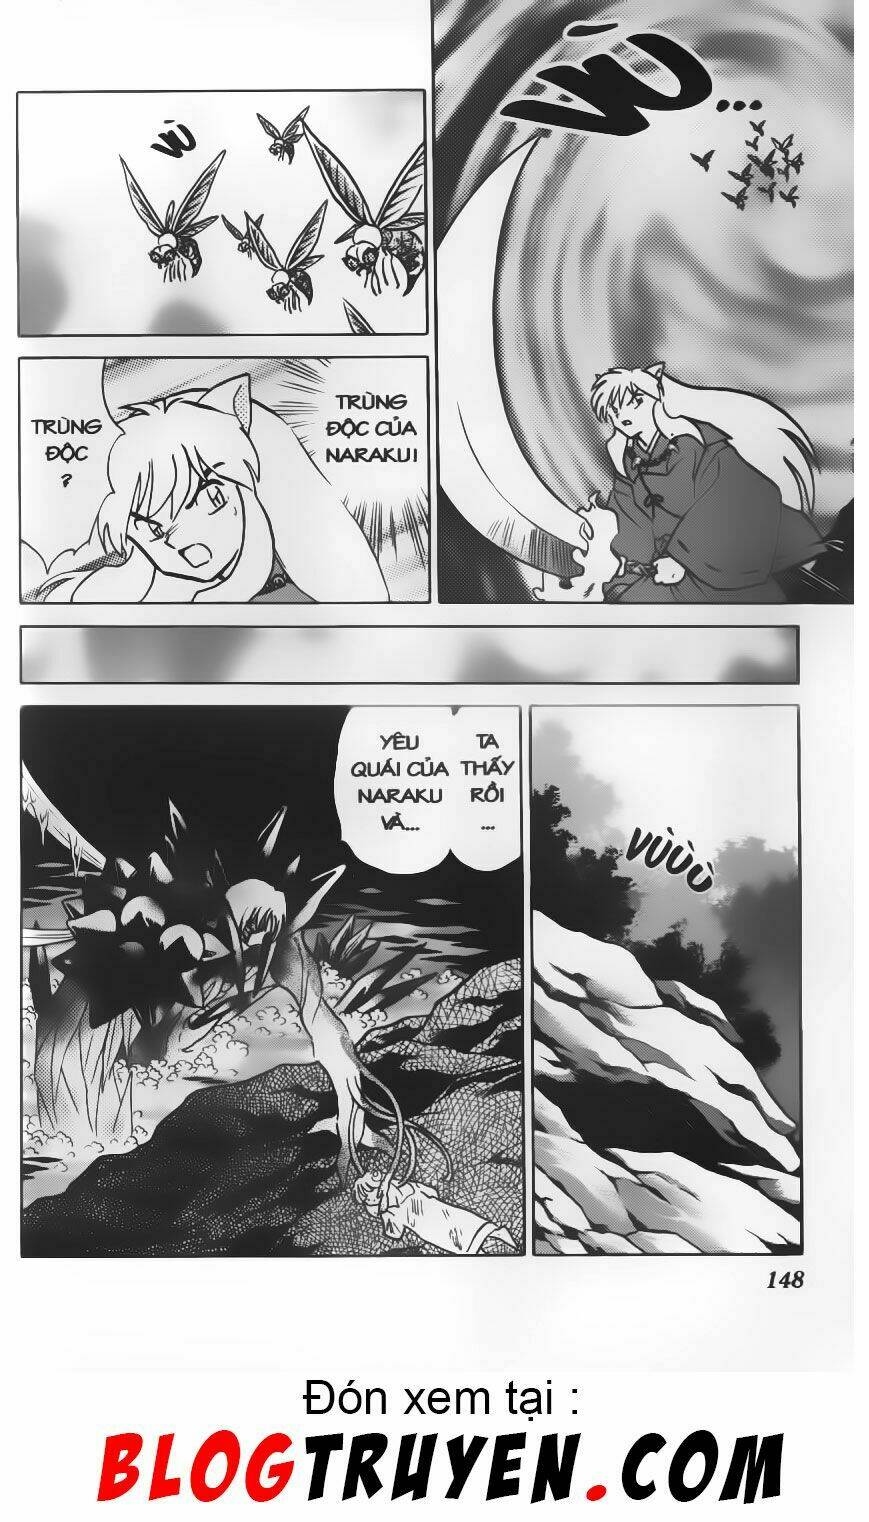 VÙ...
VÙ
TRÙNG
ĐỘC CỦA
NARAKU!
TRÙNG
ĐỘC
?
VÙÙÙ
TA
THẤY
RỒI
...
YÊU
QUÁI CỦA
NARAKU
VÀ...
148
Đón xem tại :
BLOGTRUYEN.COM